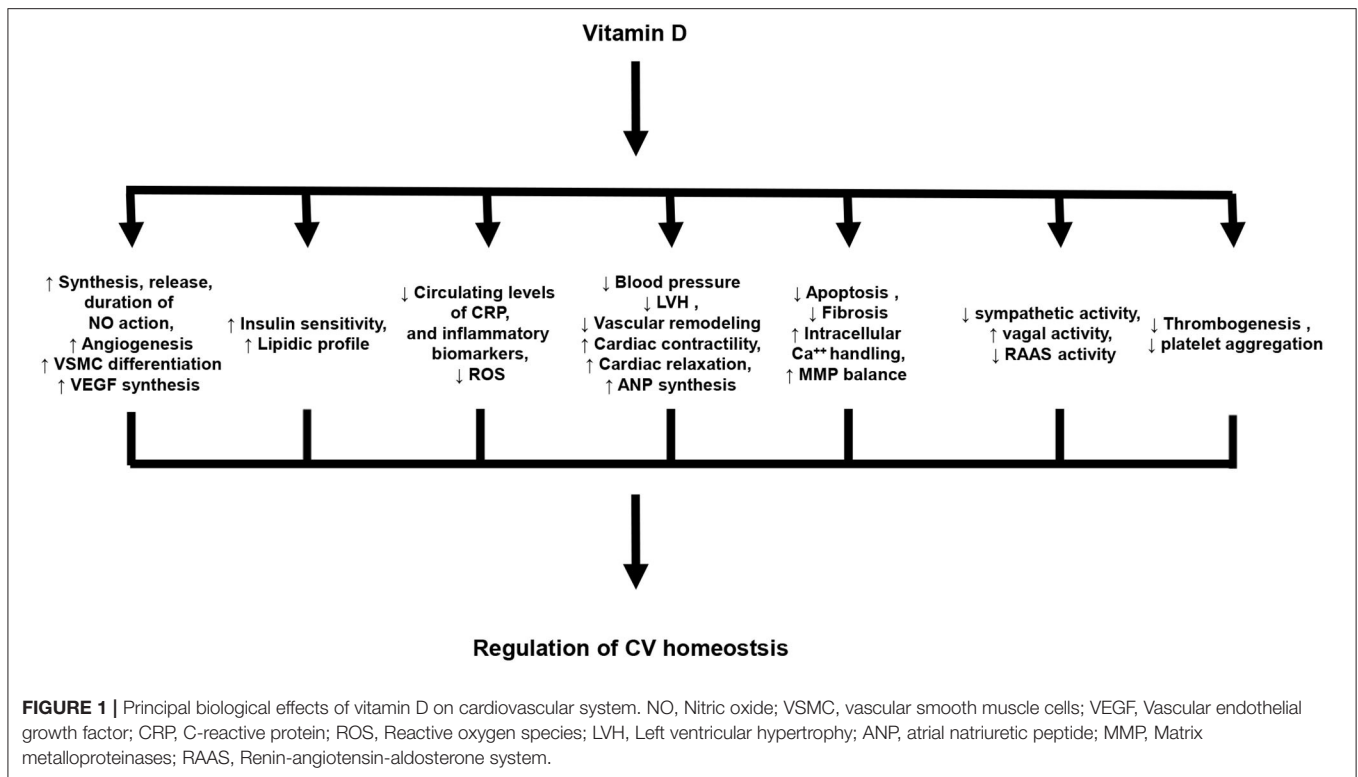 Vitamin D
↑ Synthesis, release,
duration of
NO action,
↑ Angiogenesis
↑ VSMC differentiation
↑ VEGF synthesis
↑ Insulin sensitivity,
↑ Lipidic profile
↓ Circulating levels
of CRP,
and inflammatory
biomarkers,
↓ ROS
↓ Blood pressure
↓ LVH ,
↓ Vascular remodeling
↑ Cardiac contractility,
↑ Cardiac relaxation,
↑ ANP synthesis
↓ Apoptosis ,
↓ Fibrosis
↑ Intracellular
Ca⁺⁺ handling,
↑ MMP balance
↓ sympathetic activity,
↑ vagal activity,
↓ RAAS activity
↓ Thrombogenesis ,
↓ platelet aggregation
Regulation of CV homeostsis
FIGURE 1 | Principal biological effects of vitamin D on cardiovascular system. NO, Nitric oxide; VSMC, vascular smooth muscle cells; VEGF, Vascular endothelial
growth factor; CRP, C-reactive protein; ROS, Reactive oxygen species; LVH, Left ventricular hypertrophy; ANP, atrial natriuretic peptide; MMP, Matrix
metalloproteinases; RAAS, Renin-angiotensin-aldosterone system.